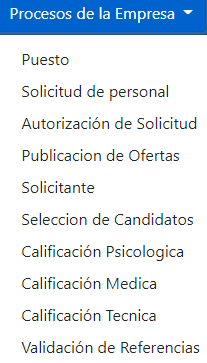 Procesos de la Empresa
Puesto
Solicitud de personal
Autorización de Solicitud
Publicacion de Ofertas
Solicitante
Seleccion de Candidatos
Calificación Psicologica
Calificación Medica
Calificación Tecnica
Validación de Referencias